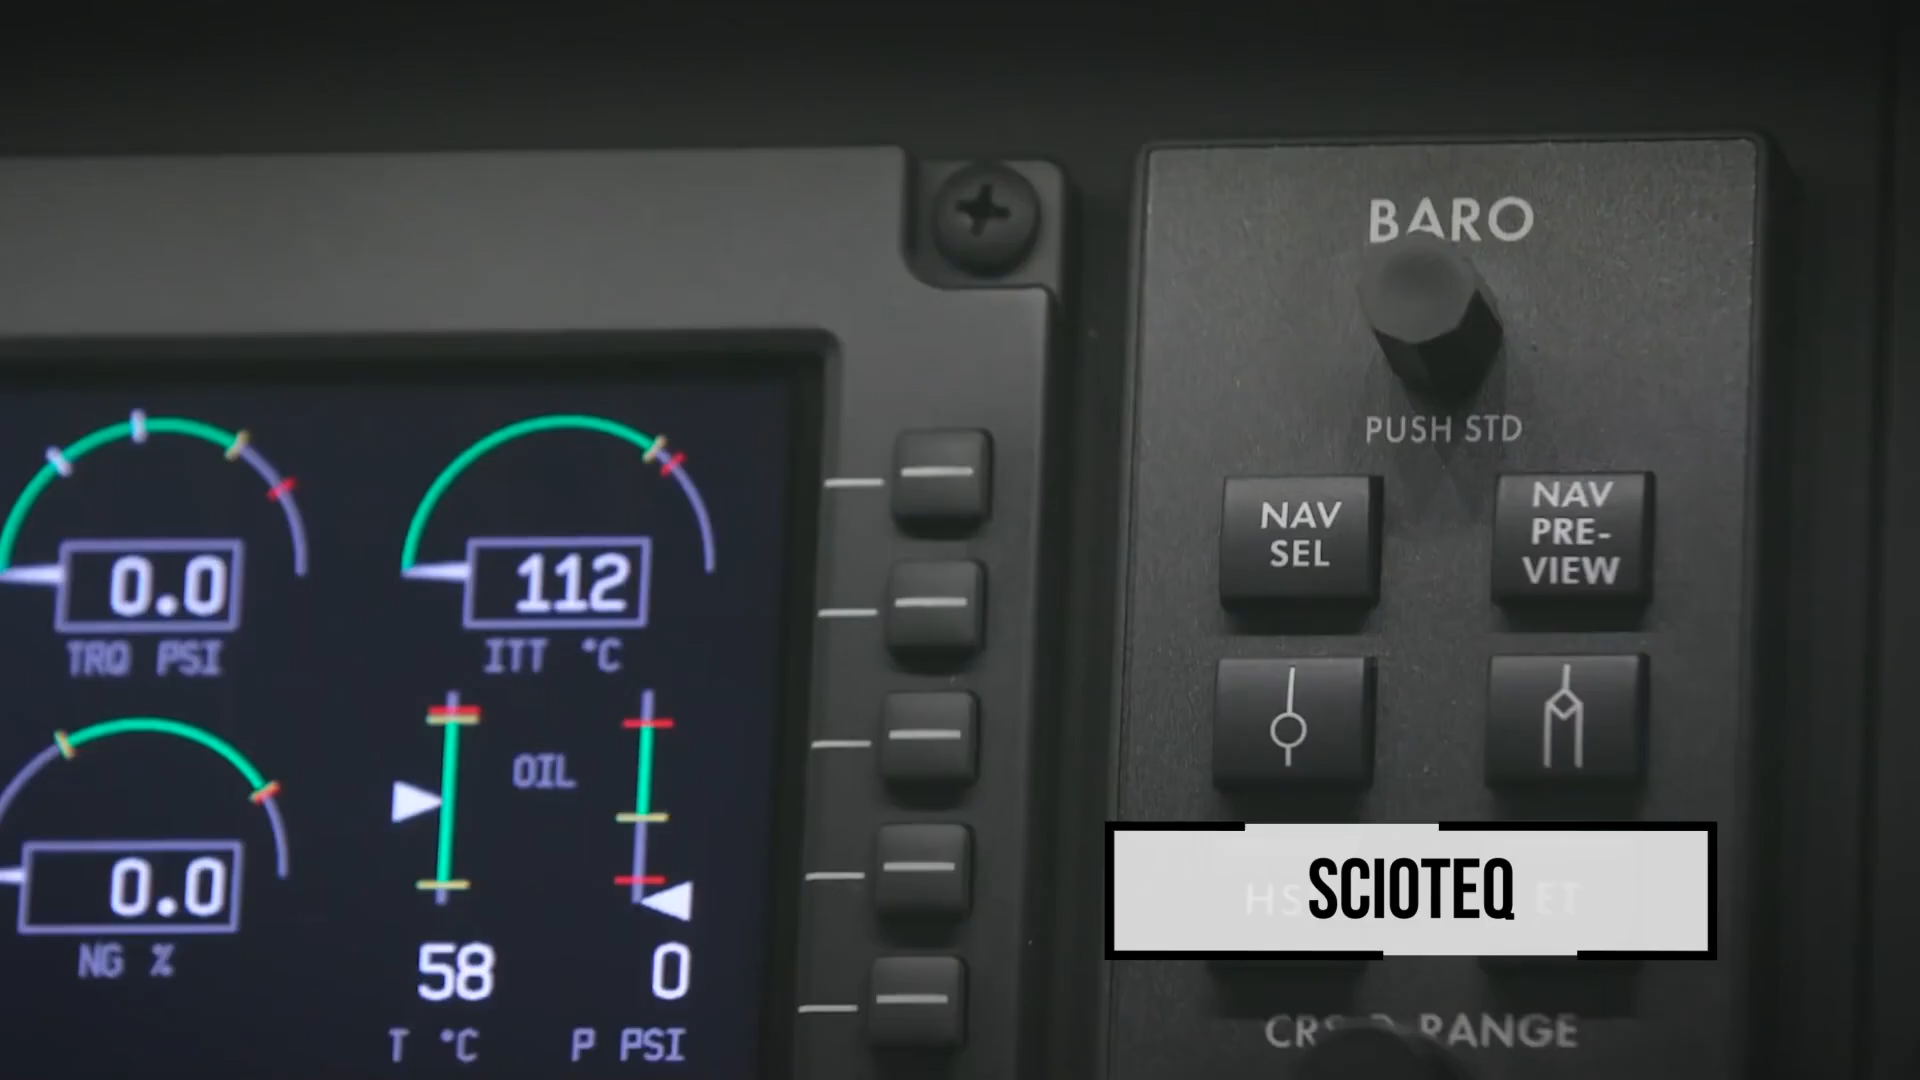 BARO
PUSH STD
NAV
SEL
NAV
PRE-
VIEW
0.0
TRQ PSI
112
ITT °C
OIL
0.0
NG %
58
0
T °C
P PSI
SCIOTEQ
RANGE